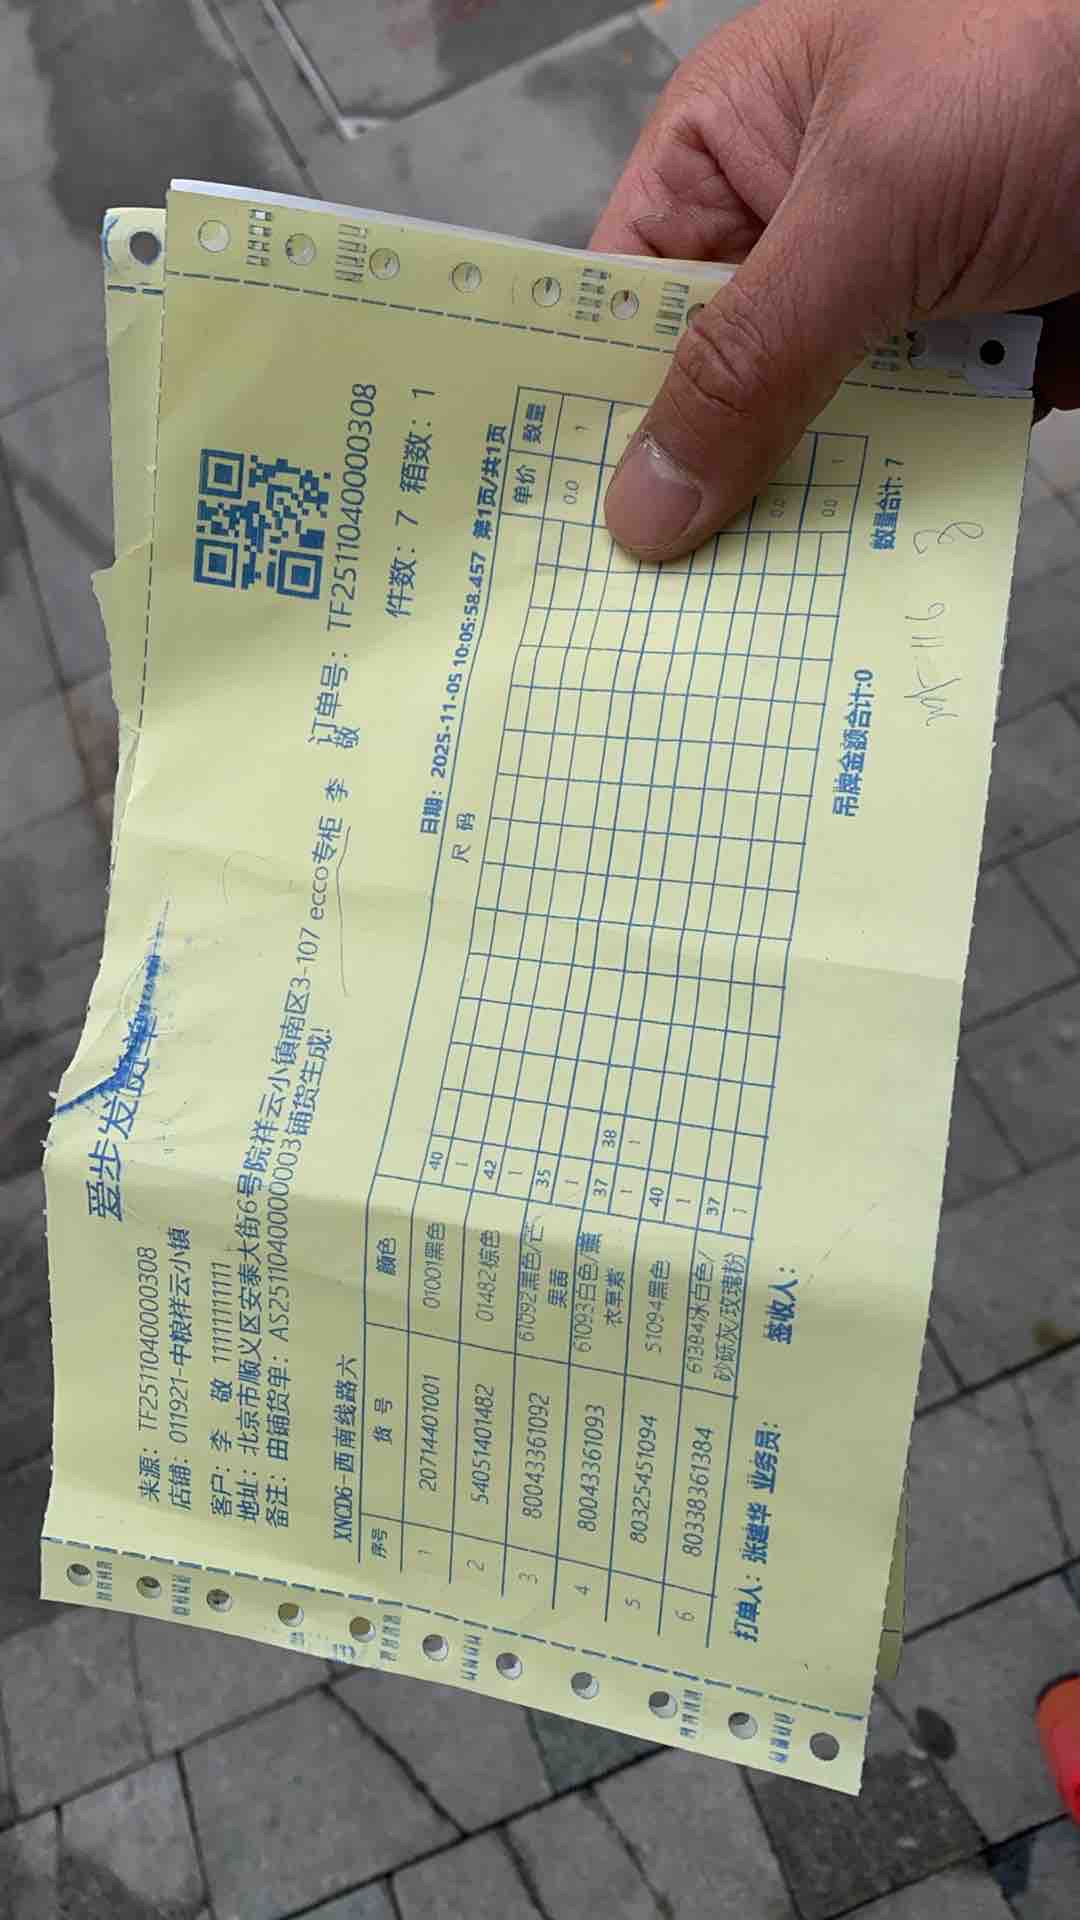 爱步发货单
来源：TF251104000308
店铺：011921-中粮祥云小镇
客户：李 敬 11111111111
地址：北京市顺义区安泰大街6号院祥云小镇南区3-107 ecco专柜 李 敬
订单号：TF251104000308
备注：由铺货单：AS251104000003铺货生成!
件数：7 箱数：1
XNCD6-西南线路六
日期：2025-11-05 10:05:58.457 第1页/共1页
序号 货 号 颜色 尺 码 单价 数量
40
1 20714401001 01001黑色 1 0.0 1
42
2 54051401482 01482棕色 1
35
3 80043361092 61092黑色/芒果黄 1
37 38
4 80043361093 61093白色/薰衣草紫 1 1
40
5 80325451094 51094黑色 1 0.0
37
6 80338361384 61384冰白色/砂砾灰/玫瑰粉 1 0.0 1
吊牌金额合计:0 数量合计: 7
打单人：张建华 业务员： 签收人：